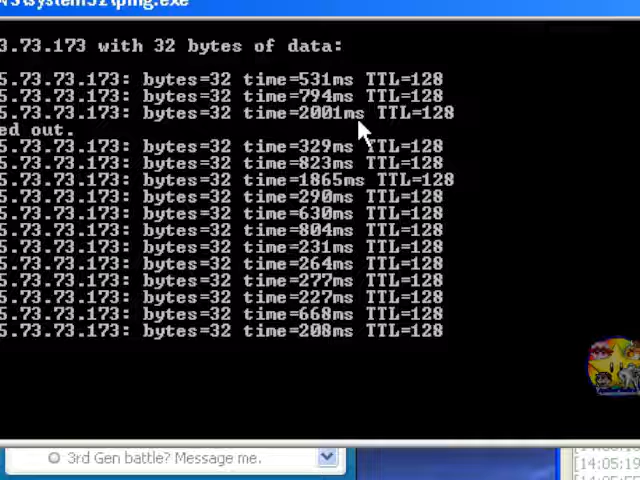 \system32\ping.exe
3.73.173 with 32 bytes of data:
5.73.73.173: bytes=32 time=531ms TTL=128
5.73.73.173: bytes=32 time=794ms TTL=128
5.73.73.173: bytes=32 time=2001ms TTL=128
ed out.
5.73.73.173: bytes=32 time=329ms TTL=128
5.73.73.173: bytes=32 time=823ms TTL=128
5.73.73.173: bytes=32 time=1865ms TTL=128
5.73.73.173: bytes=32 time=290ms TTL=128
5.73.73.173: bytes=32 time=630ms TTL=128
5.73.73.173: bytes=32 time=804ms TTL=128
5.73.73.173: bytes=32 time=231ms TTL=128
5.73.73.173: bytes=32 time=264ms TTL=128
5.73.73.173: bytes=32 time=277ms TTL=128
5.73.73.173: bytes=32 time=227ms TTL=128
5.73.73.173: bytes=32 time=668ms TTL=128
5.73.73.173: bytes=32 time=208ms TTL=128
3rd Gen battle? Message me.
[14:05:19